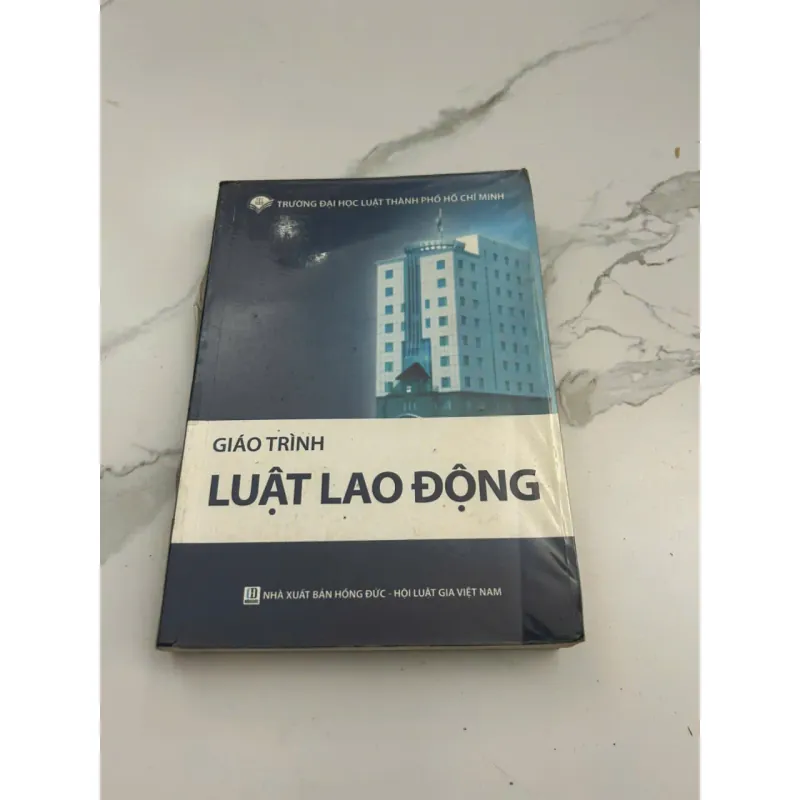 TRƯỜNG ĐẠI HỌC LUẬT THÀNH PHỐ HỒ CHÍ MINH
GIÁO TRÌNH
LUẬT LAO ĐỘNG
NHÀ XUẤT BẢN HỒNG ĐỨC - HỘI LUẬT GIA VIỆT NAM